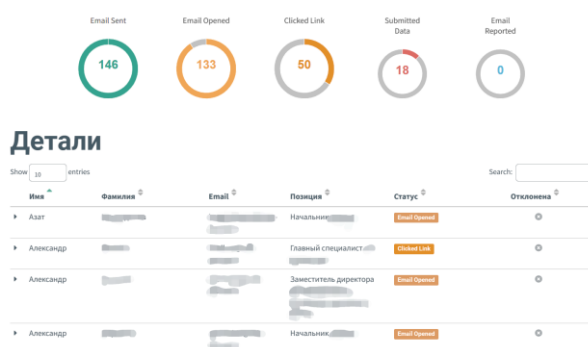 Email Sent
Email Opened
Clicked Link
Submitted
Data
Email
Reported
146
133
50
18
0
Детали
Show 10 entries
Search:
Имя Фамилия Email Позиция Статус Отклонена
Азат Начальник Email Opened
Александр Главный специалист Clicked Link
Александр Заместитель директора Email Opened
Александр Начальник Email Opened